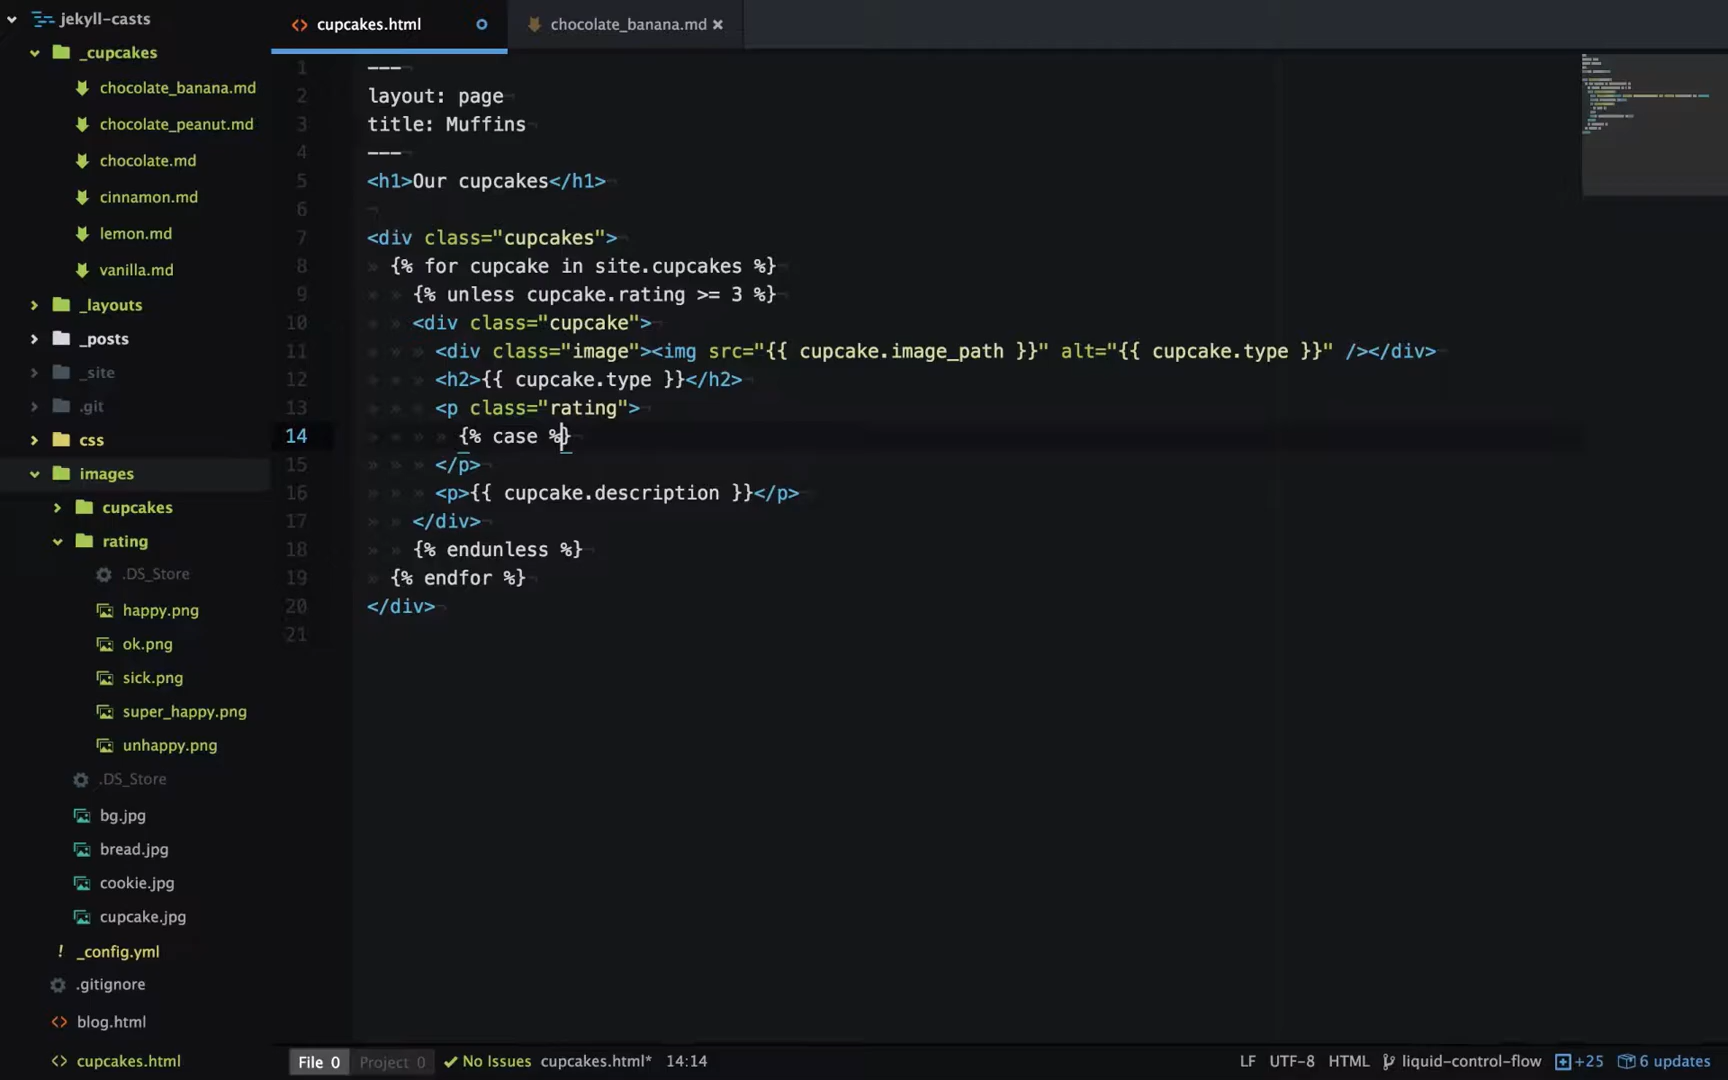 jekyll-casts
_cupcakes
chocolate_banana.md
chocolate_peanut.md
chocolate.md
cinnamon.md
lemon.md
vanilla.md
_layouts
_posts
_site
.git
css
images
cupcakes
rating
.DS_Store
happy.png
ok.png
sick.png
super_happy.png
unhappy.png
.DS_Store
bg.jpg
bread.jpg
cookie.jpg
cupcake.jpg
! _config.yml
.gitignore
<> blog.html
<> cupcakes.html
<> cupcakes.html
chocolate_banana.md ×
1 ---
2 layout: page
3 title: Muffins
4 ---
5 <h1>Our cupcakes</h1>
6
7 <div class="cupcakes">
8 {% for cupcake in site.cupcakes %}
9 {% unless cupcake.rating >= 3 %}
10 <div class="cupcake">
11 <div class="image"><img src="{{ cupcake.image_path }}" alt="{{ cupcake.type }}" /></div>
12 <h2>{{ cupcake.type }}</h2>
13 <p class="rating">
14 {% case %}
15 </p>
16 <p>{{ cupcake.description }}</p>
17 </div>
18 {% endunless %}
19 {% endfor %}
20 </div>
21
File 0 Project 0 No Issues cupcakes.html* 14:14 LF UTF-8 HTML liquid-control-flow +25 6 updates